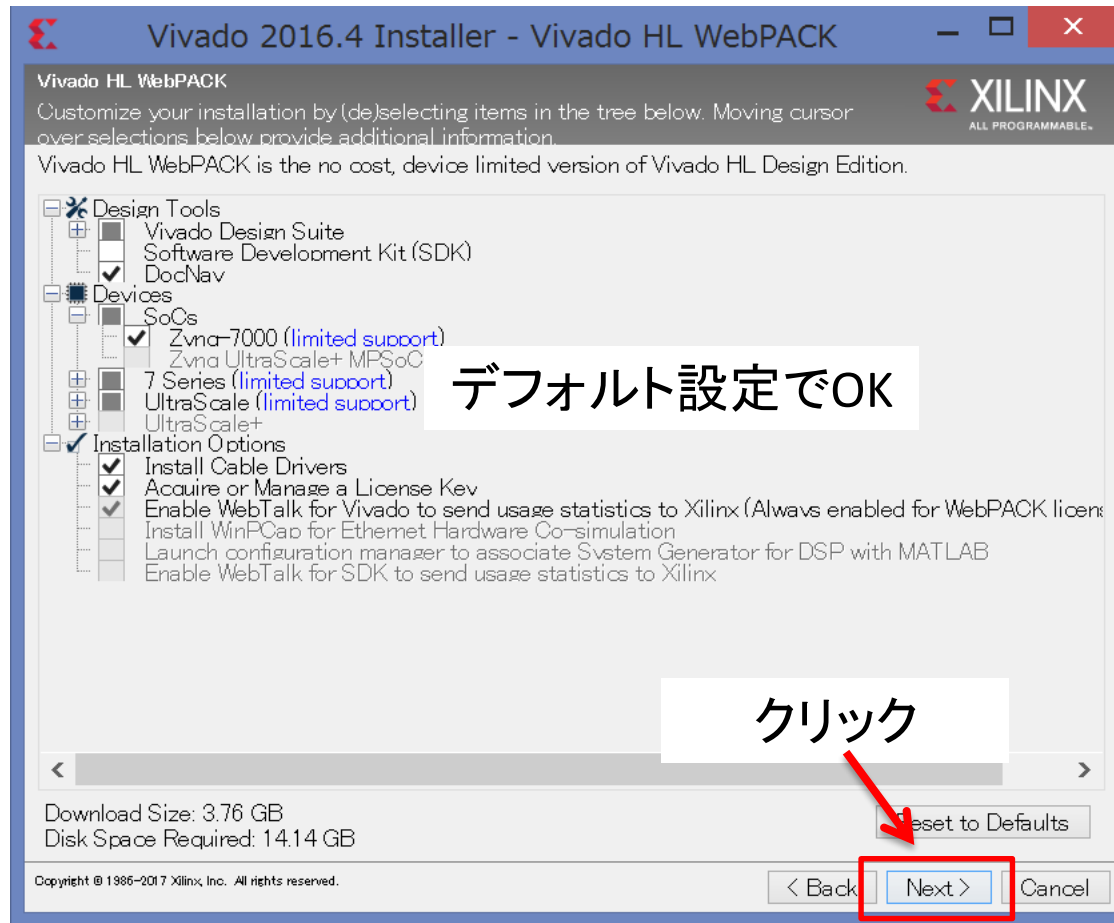 Vivado 2016.4 Installer - Vivado HL WebPACK
Vivado HL WebPACK
Customize your installation by (de)selecting items in the tree below. Moving cursor
over selections below provide additional information.
XILINX
ALL PROGRAMMABLE.
Vivado HL WebPACK is the no cost, device limited version of Vivado HL Design Edition.
Design Tools
Vivado Design Suite
Software Development Kit (SDK)
DocNav
Devices
SoCs
Zynq-7000 (limited support)
Zynq UltraScale+ MPSoC
7 Series (limited support)
UltraScale (limited support)
UltraScale+
デフォルト設定でOK
Installation Options
Install Cable Drivers
Acquire or Manage a License Key
Enable WebTalk for Vivado to send usage statistics to Xilinx (Always enabled for WebPACK licens
Install WinPCap for Ethernet Hardware Co-simulation
Launch configuration manager to associate System Generator for DSP with MATLAB
Enable WebTalk for SDK to send usage statistics to Xilinx
クリック
Download Size: 3.76 GB
Disk Space Required: 14.14 GB
Reset to Defaults
Copyright © 1986-2017 Xilinx, Inc. All rights reserved.
< Back
Next >
Cancel